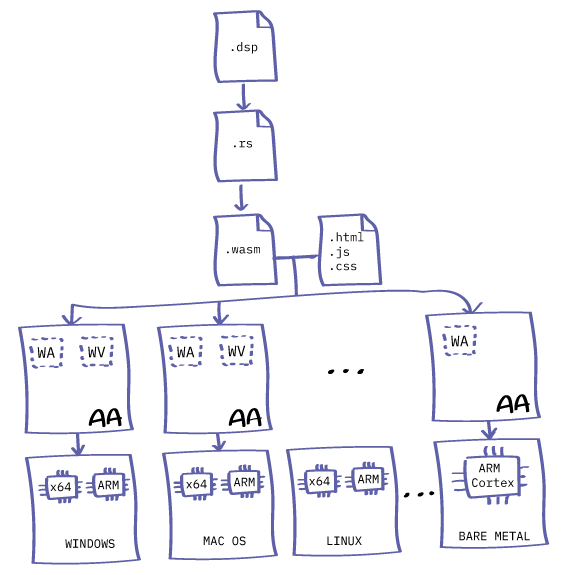 .dsp
.rs
.wasm
.html
.js
.css
WA
WV
WA
WV
WA
AA
AA
AA
...
x64
ARM
WINDOWS
x64
ARM
MAC OS
x64
ARM
LINUX
...
ARM
Cortex
BARE METAL